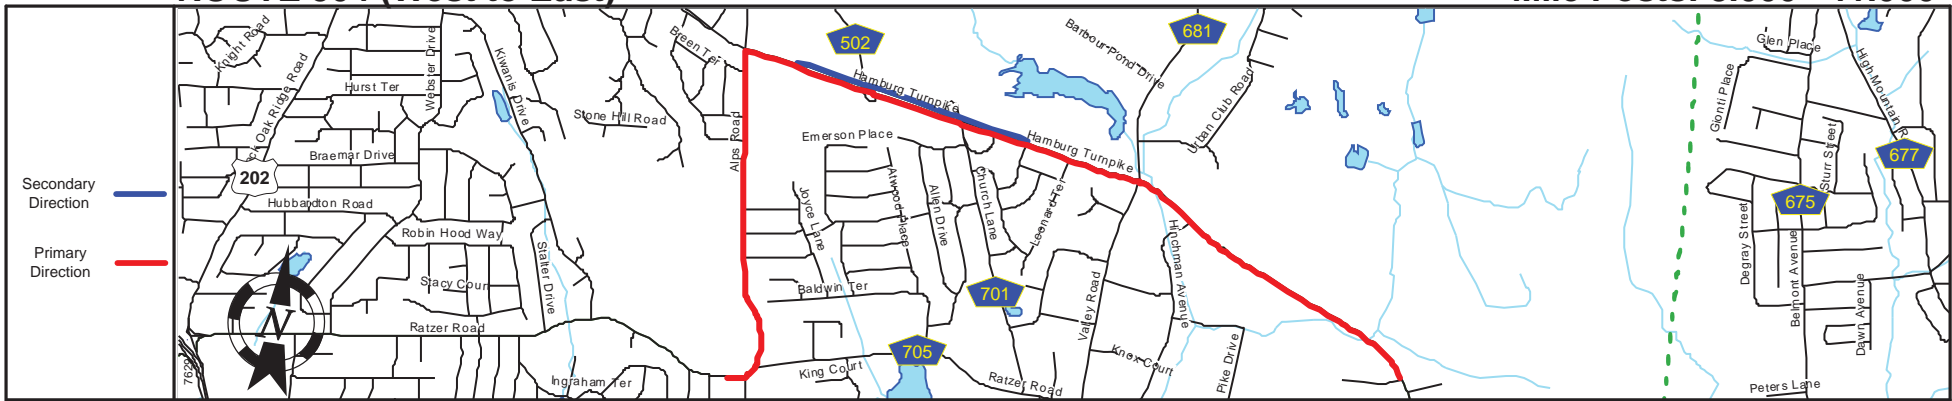 Secondary
Direction
Primary
Direction
Knight Road
Oak Ridge Road
202
Hurst Ter
Webster Drive
Kiwanis Drive
Braemar Drive
Hubbardton Road
Robin Hood Way
Stacy Court
Stalter Drive
Ratzer Road
Ingraham Ter
7629
N
Breen Ter
Stone Hill Road
Alps Road
502
Hamburg Turnpike
Emerson Place
Joyce Lane
Atwood Place
Allen Drive
Church Lane
Leonard Ter
Hamburg Turnpike
Baldwin Ter
King Court
705
701
Ratzer Road
Valley Road
Knox Court
Hinchman Avenue
Pike Drive
Barbour Pond Drive
681
Urban Club Road
Glen Place
Gionti Place
High Mountain R
Sturr Street
677
675
Degray Street
Belmont Avenue
Dawn Avenue
Peters Lane